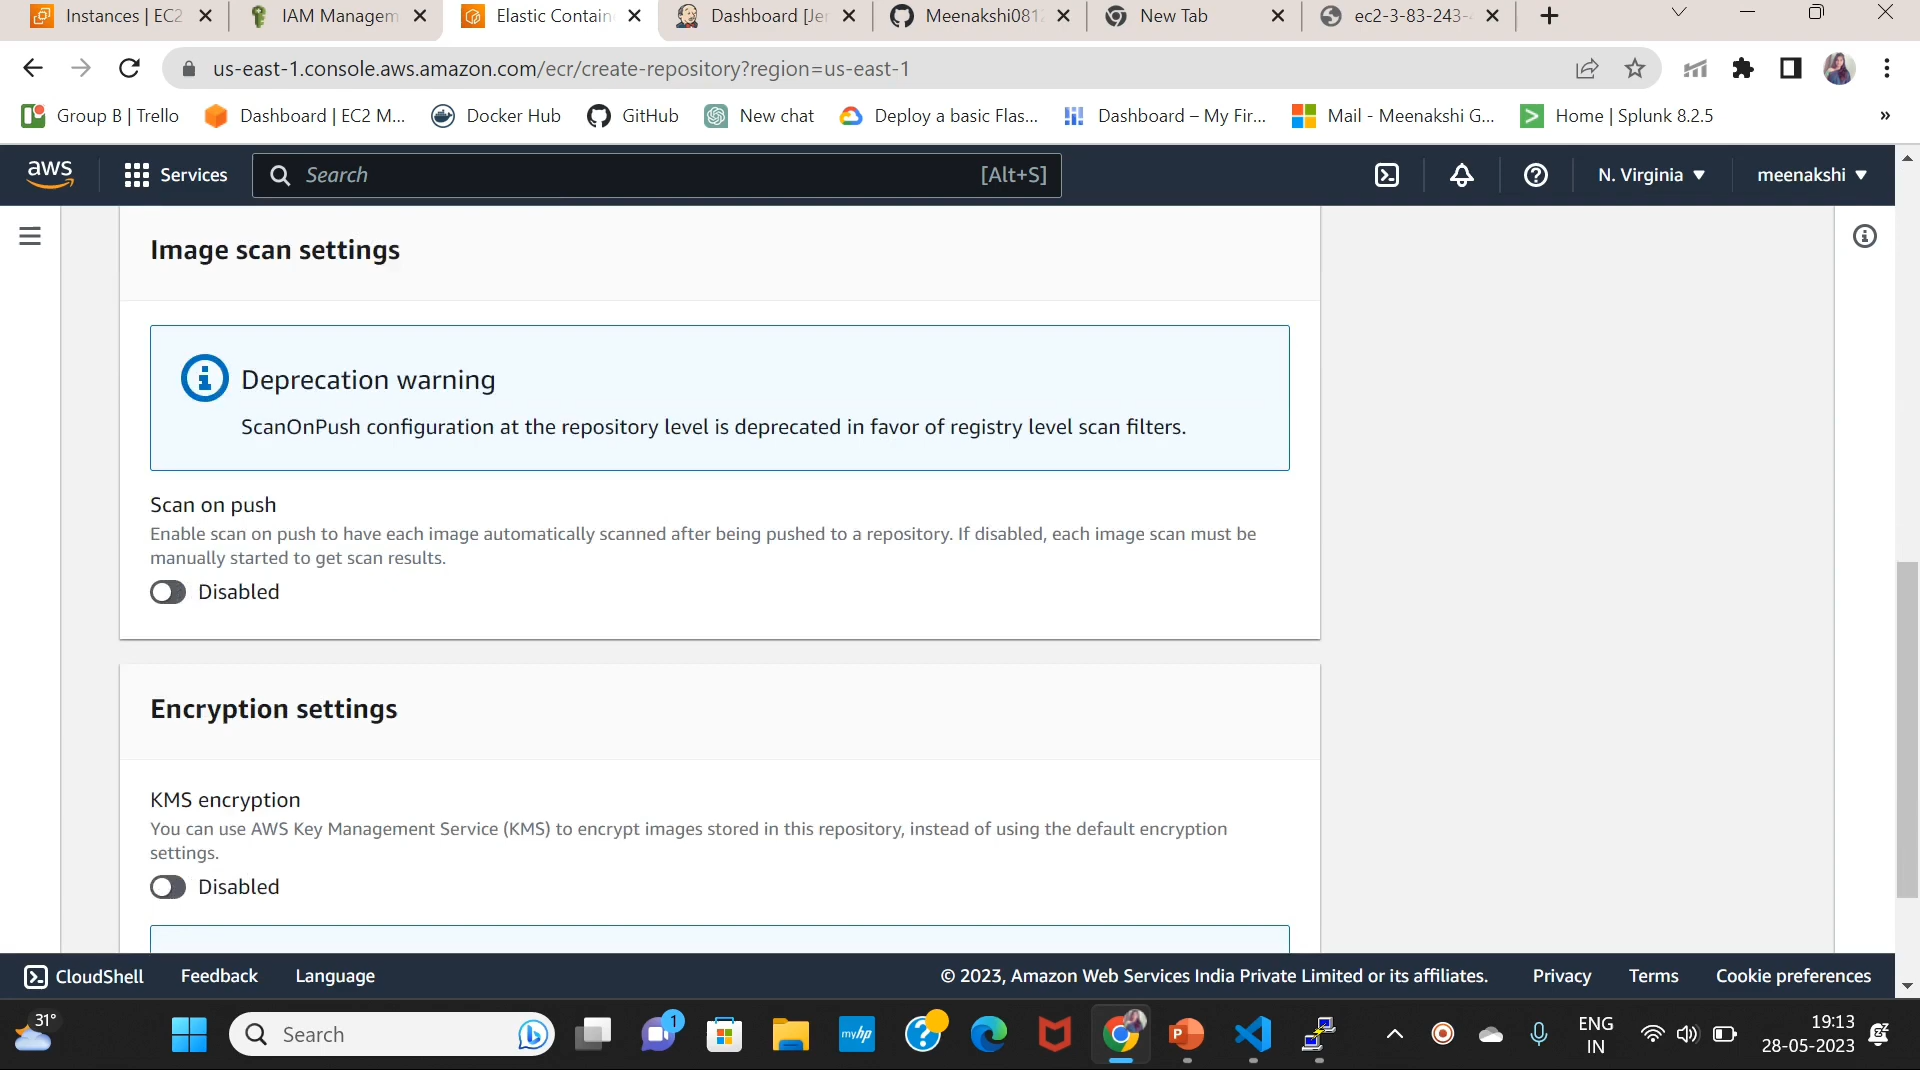 Instances | EC2
IAM Managem
Elastic Contain
Dashboard [Je
Meenakshi081
New Tab
ec2-3-83-243-
us-east-1.console.aws.amazon.com/ecr/create-repository?region=us-east-1
Group B | Trello
Dashboard | EC2 M...
Docker Hub
GitHub
New chat
Deploy a basic Flas...
Dashboard – My Fir...
Mail - Meenakshi G...
Home | Splunk 8.2.5
»
aws
Services
Search
[Alt+S]
N. Virginia
meenakshi
Image scan settings
Deprecation warning
ScanOnPush configuration at the repository level is deprecated in favor of registry level scan filters.
Scan on push
Enable scan on push to have each image automatically scanned after being pushed to a repository. If disabled, each image scan must be
manually started to get scan results.
Disabled
Encryption settings
KMS encryption
You can use AWS Key Management Service (KMS) to encrypt images stored in this repository, instead of using the default encryption
settings.
Disabled
CloudShell
Feedback
Language
© 2023, Amazon Web Services India Private Limited or its affiliates.
Privacy
Terms
Cookie preferences
31°
Search
1
myhp
ENG
IN
19:13
28-05-2023